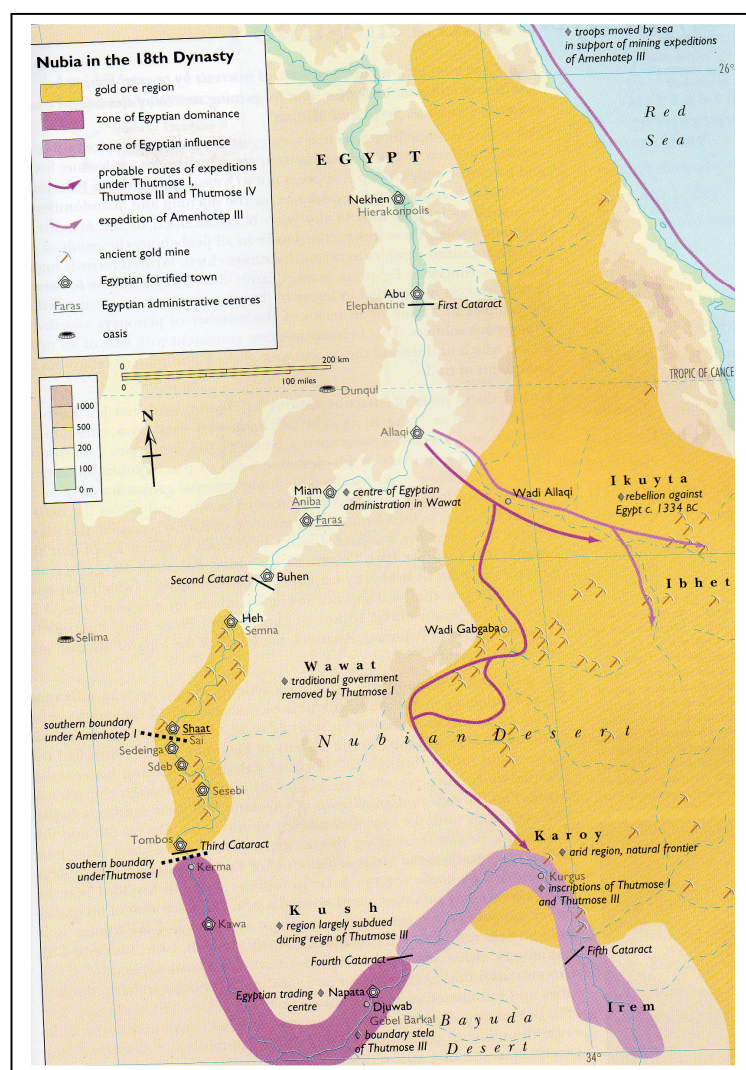 Nubia in the 18th Dynasty
gold ore region
zone of Egyptian dominance
zone of Egyptian influence
probable routes of expeditions
under Thutmose I,
Thutmose III and Thutmose IV
expedition of Amenhotep III
ancient gold mine
Egyptian fortified town
Faras
Egyptian administrative centres
oasis
troops moved by sea
in support of mining expeditions
of Amenhotep III
26°
Red
Sea
EGYPT
Nekhen
Hierakonpolis
Abu
Elephantine
First Cataract
0
200 km
0
100 miles
Dunqul
TROPIC OF CANCE
1000
500
200
100
0 m
N
Allaqi
Miam
Aniba
centre of Egyptian
administration in Wawat
Faras
Wadi Allaqi
Ikuyta
rebellion against
Egypt c. 1334 BC
Ibhet
Second Cataract
Buhen
Heh
Semna
Selima
Wadi Gabgaba
Wawat
traditional government
removed by Thutmose I
southern boundary
under Amenhotep I
Shaat
Sai
Sedeinga
Sdeb
Sesebi
Nubian Desert
Tombos
Third Cataract
southern boundary
underThutmose I
Kerma
Karoy
arid region, natural frontier
Kurgus
inscriptions of Thutmose I
and Thutmose III
Kush
region largely subdued
during reign of Thutmose III
Kawa
Fourth Cataract
Fifth Cataract
Egyptian trading
centre
Napata
Djuwab
Gebel Barkal
boundary stela
of Thutmose III
Bayuda
Desert
Irem
34°